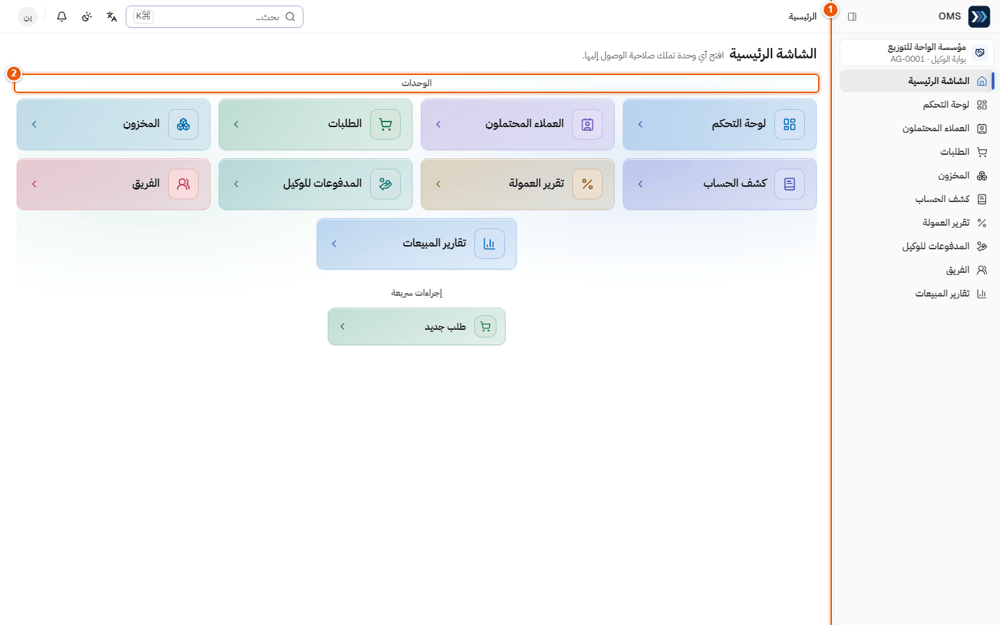 OMS
مؤسسة الواحة للتوزيع
بوابة الوكيل · AG-0001
الشاشة الرئيسية
لوحة التحكم
العملاء المحتملون
الطلبات
المخزون
كشف الحساب
تقرير العمولة
المدفوعات للوكيل
الفريق
تقارير المبيعات
1
الرئيسية
بحث...
⌘K
ين
الشاشة الرئيسية افتح أي وحدة تملك صلاحية الوصول إليها.
2
الوحدات
لوحة التحكم
العملاء المحتملون
الطلبات
المخزون
كشف الحساب
تقرير العمولة
المدفوعات للوكيل
الفريق
تقارير المبيعات
إجراءات سريعة
طلب جديد